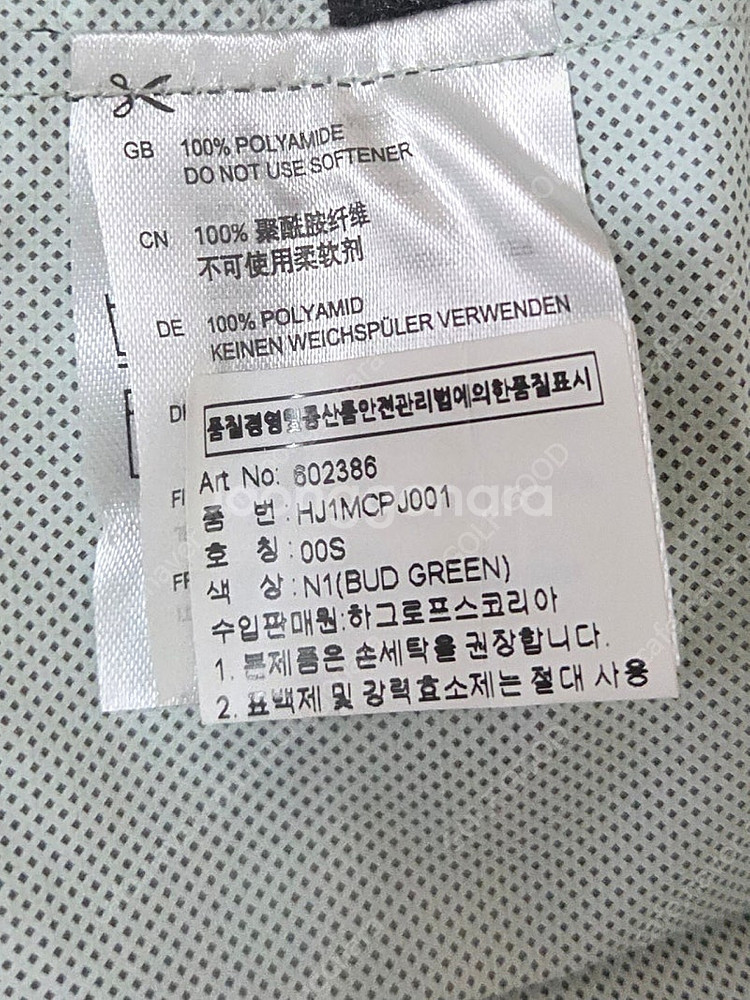 GB 100% POLYAMIDE
DO NOT USE SOFTENER
CN 100% 聚酰胺纤维
不可使用柔软剂
DE 100% POLYAMID
KEINEN WEICHSPÜLER VERWENDEN
품질경영및공산품안전관리법에의한품질표시
Art No: 602386
품 번:HJ1MCPJ001
호 칭:00S
색 상:N1(BUD GREEN)
수입판매원:하그로프스코리아
1. 본제품은 손세탁을 권장합니다.
2. 표백제 및 강력효소제는 절대 사용
FI
FR
joonggonara